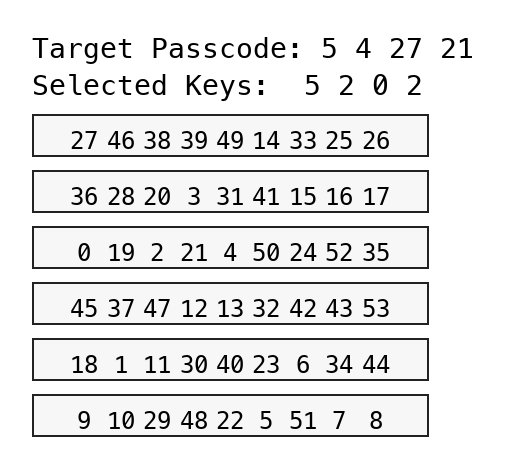 Target Passcode: 5 4 27 21
Selected Keys: 5 2 0 2
27 46 38 39 49 14 33 25 26
36 28 20 3 31 41 15 16 17
0 19 2 21 4 50 24 52 35
45 37 47 12 13 32 42 43 53
18 1 11 30 40 23 6 34 44
9 10 29 48 22 5 51 7 8